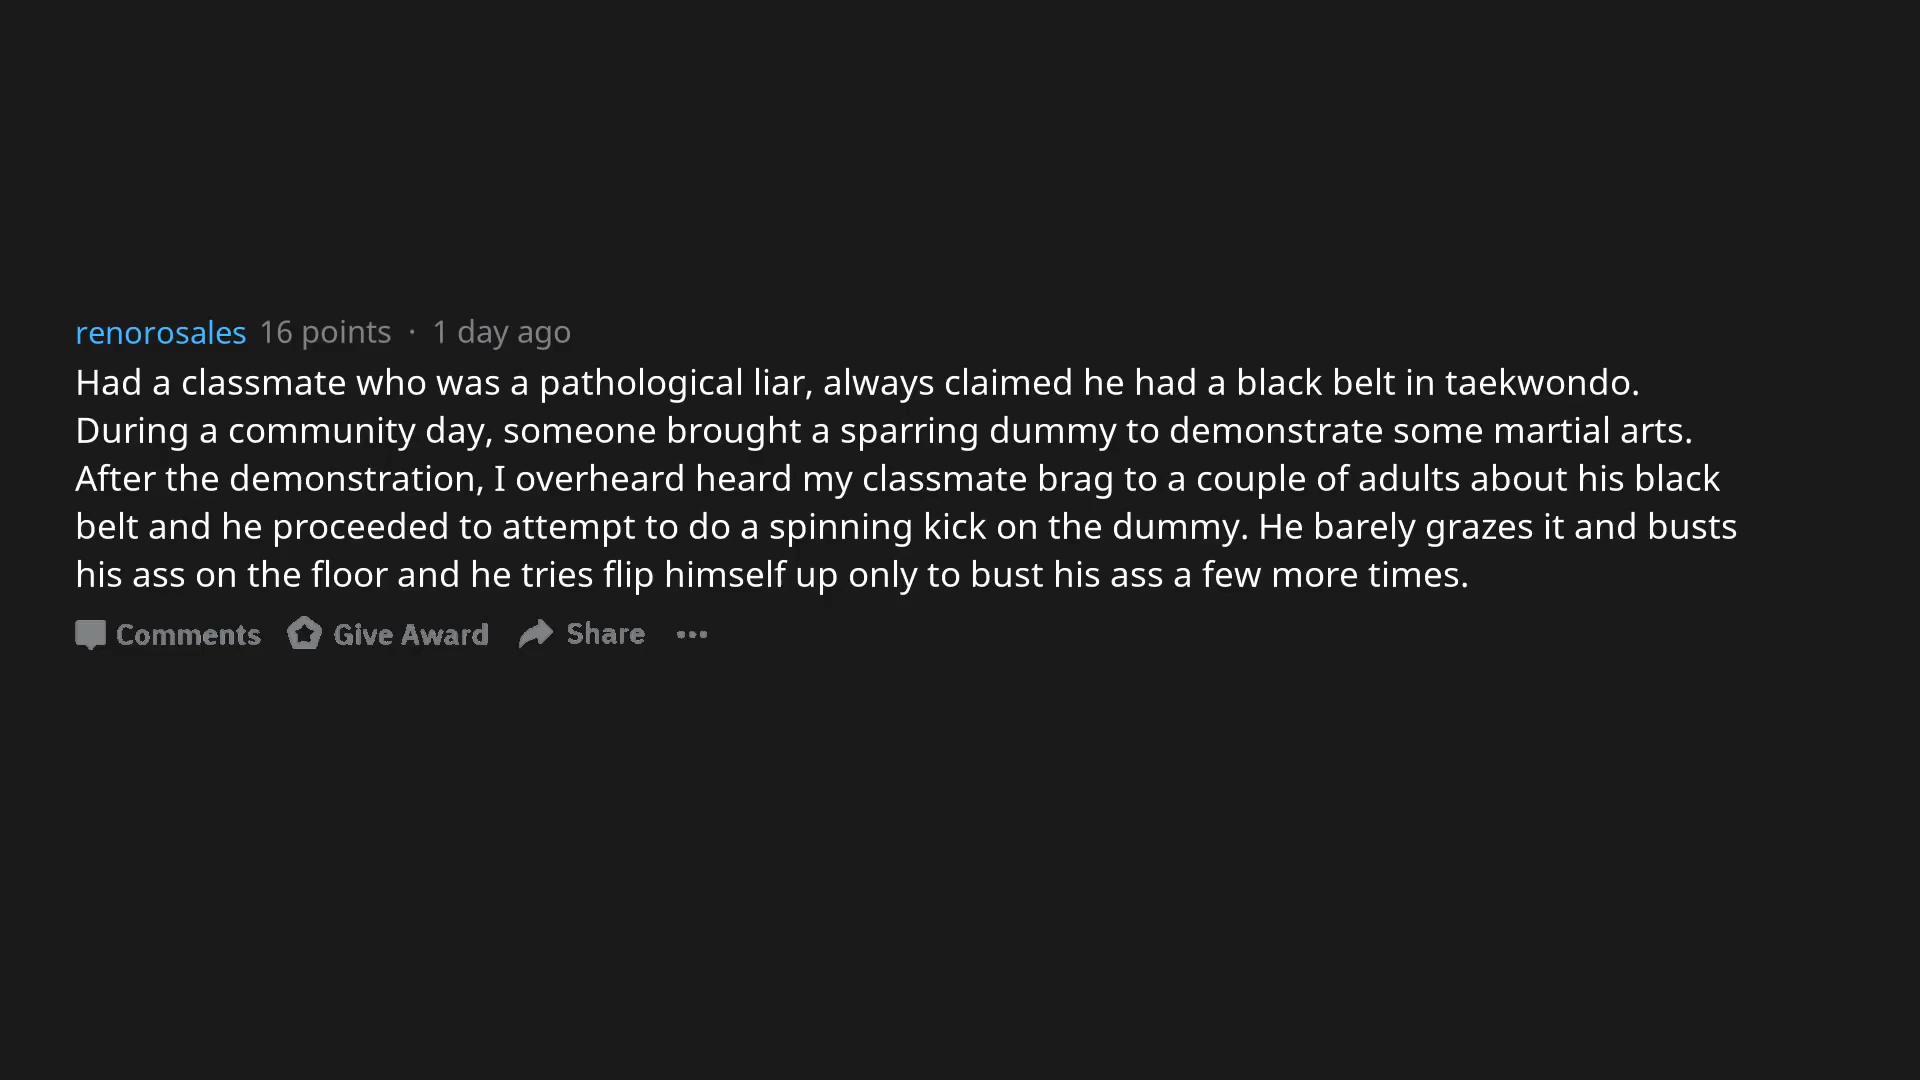 renorosales 16 points · 1 day ago
Had a classmate who was a pathological liar, always claimed he had a black belt in taekwondo.
During a community day, someone brought a sparring dummy to demonstrate some martial arts.
After the demonstration, I overheard heard my classmate brag to a couple of adults about his black
belt and he proceeded to attempt to do a spinning kick on the dummy. He barely grazes it and busts
his ass on the floor and he tries flip himself up only to bust his ass a few more times.
Comments Give Award Share ...